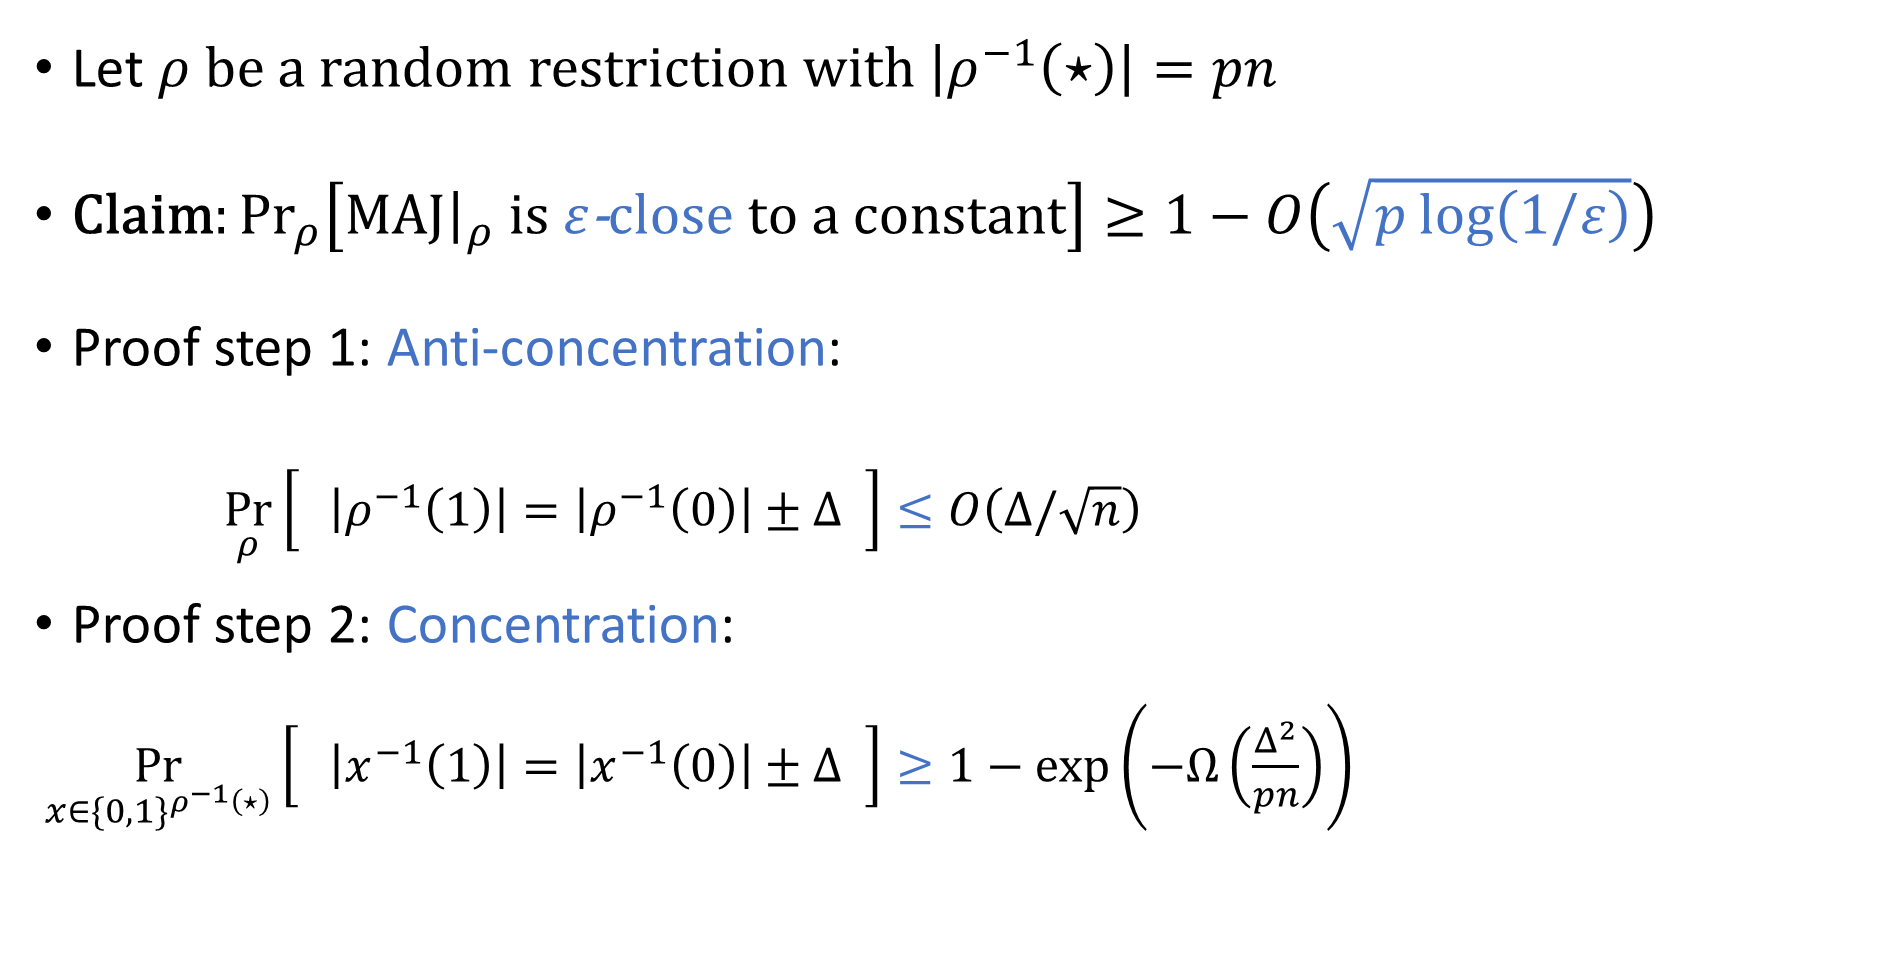 • Let ρ be a random restriction with |ρ⁻¹(⋆)| = pn
• Claim: Pr_ρ[MAJ|_ρ is ε-close to a constant] ≥ 1 − O(√(p log(1/ε)))
• Proof step 1: Anti-concentration:
Pr_ρ[ |ρ⁻¹(1)| = |ρ⁻¹(0)| ± Δ ] ≤ O(Δ/√n)
• Proof step 2: Concentration:
Pr_{x∈{0,1}^{ρ⁻¹(⋆)}}[ |x⁻¹(1)| = |x⁻¹(0)| ± Δ ] ≥ 1 − exp(−Ω(Δ²/pn))